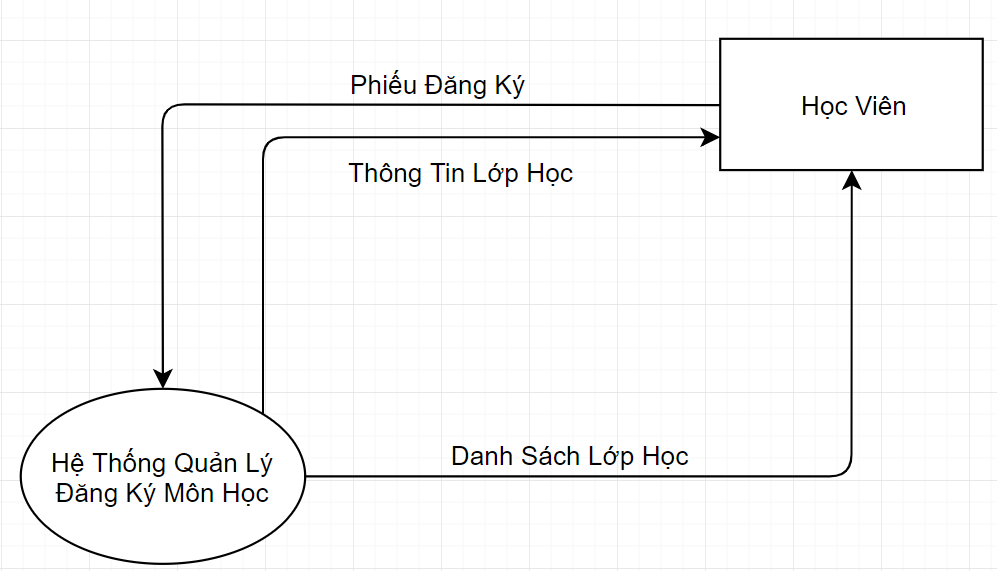 Phiếu Đăng Ký
Học Viên
Thông Tin Lớp Học
Danh Sách Lớp Học
Hệ Thống Quản Lý
Đăng Ký Môn Học